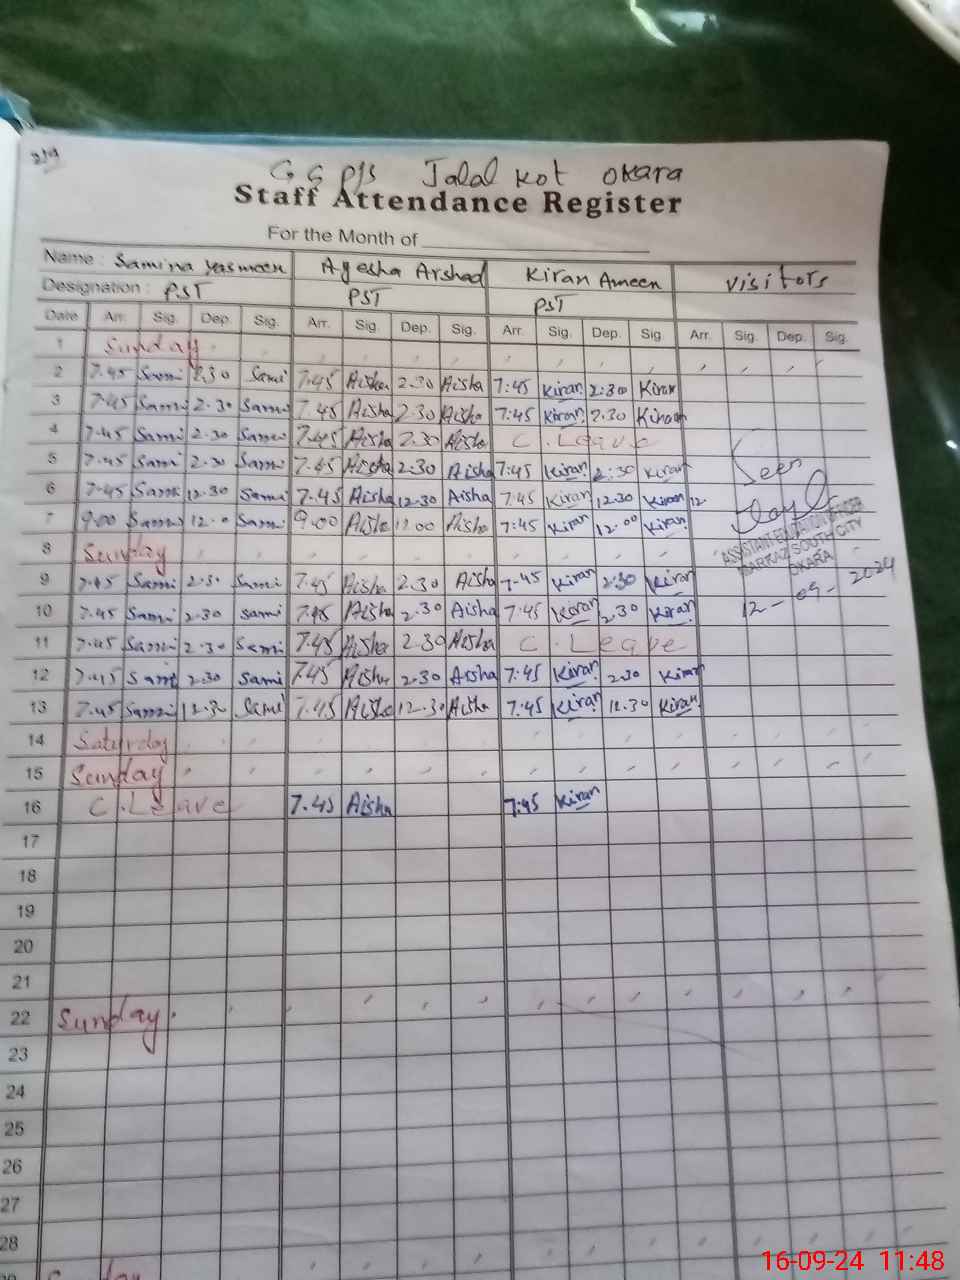 G G P/S Jalal Kot Okara
Staff Attendance Register
For the Month of
Name : Samina Yasmeen Ayesha Arshad Kiran Ameen Visitors
Designation : PST PST PST
Date Arr. Sig. Dep. Sig. Arr. Sig. Dep. Sig. Arr. Sig. Dep. Sig. Arr. Sig. Dep. Sig.
1 Sunday
2 7.45 Sami 2.30 Sami 7.45 Aisha 2.30 Aisha 7:45 Kiran 2:30 Kiran
3 7.45 Sami 2.30 Sami 7.45 Aisha 2.30 Aisha 7:45 Kiran 2.30 Kiran
4 7.45 Sami 2.30 Sami 7.45 Aisha 2.30 Aisha C. Leave
5 7.45 Sami 2.30 Sami 7.45 Aisha 2.30 Aisha 7:45 Kiran 2:30 Kiran Seen
6 7.45 Sami 12.30 Sami 7.45 Aisha 12.30 Aisha 7:45 Kiran 12.30 Kiran 12.
7 9.00 Sami 12.00 Sami 9.00 Aisha 12.00 Aisha 7:45 Kiran 12.00 Kiran
ASSISTANT EDUCATION OFFICER
MARKAZ SOUTH CITY
OKARA
8 Sunday
9 7.45 Sami 2.30 Sami 7.45 Aisha 2.30 Aisha 7-45 Kiran 2:30 Kiran
12-09-2024
10 7.45 Sami 2.30 Sami 7.45 Aisha 2.30 Aisha 7:45 Kiran 2.30 Kiran
11 7.45 Sami 2.30 Sami 7.45 Aisha 2.30 Aisha C. Leave
12 7.45 Sami 2.30 Sami 7.45 Aisha 2.30 Aisha 7:45 Kiran 2.30 Kiran
13 7.45 Sami 12.30 Sami 7.45 Aisha 12.30 Aisha 7:45 Kiran 12.30 Kiran
14 Saturday
15 Sunday
16 C. Leave 7.45 Aisha 7:45 Kiran
17
18
19
20
21
22 Sunday.
23
24
25
26
27
28
16-09-24 11:48